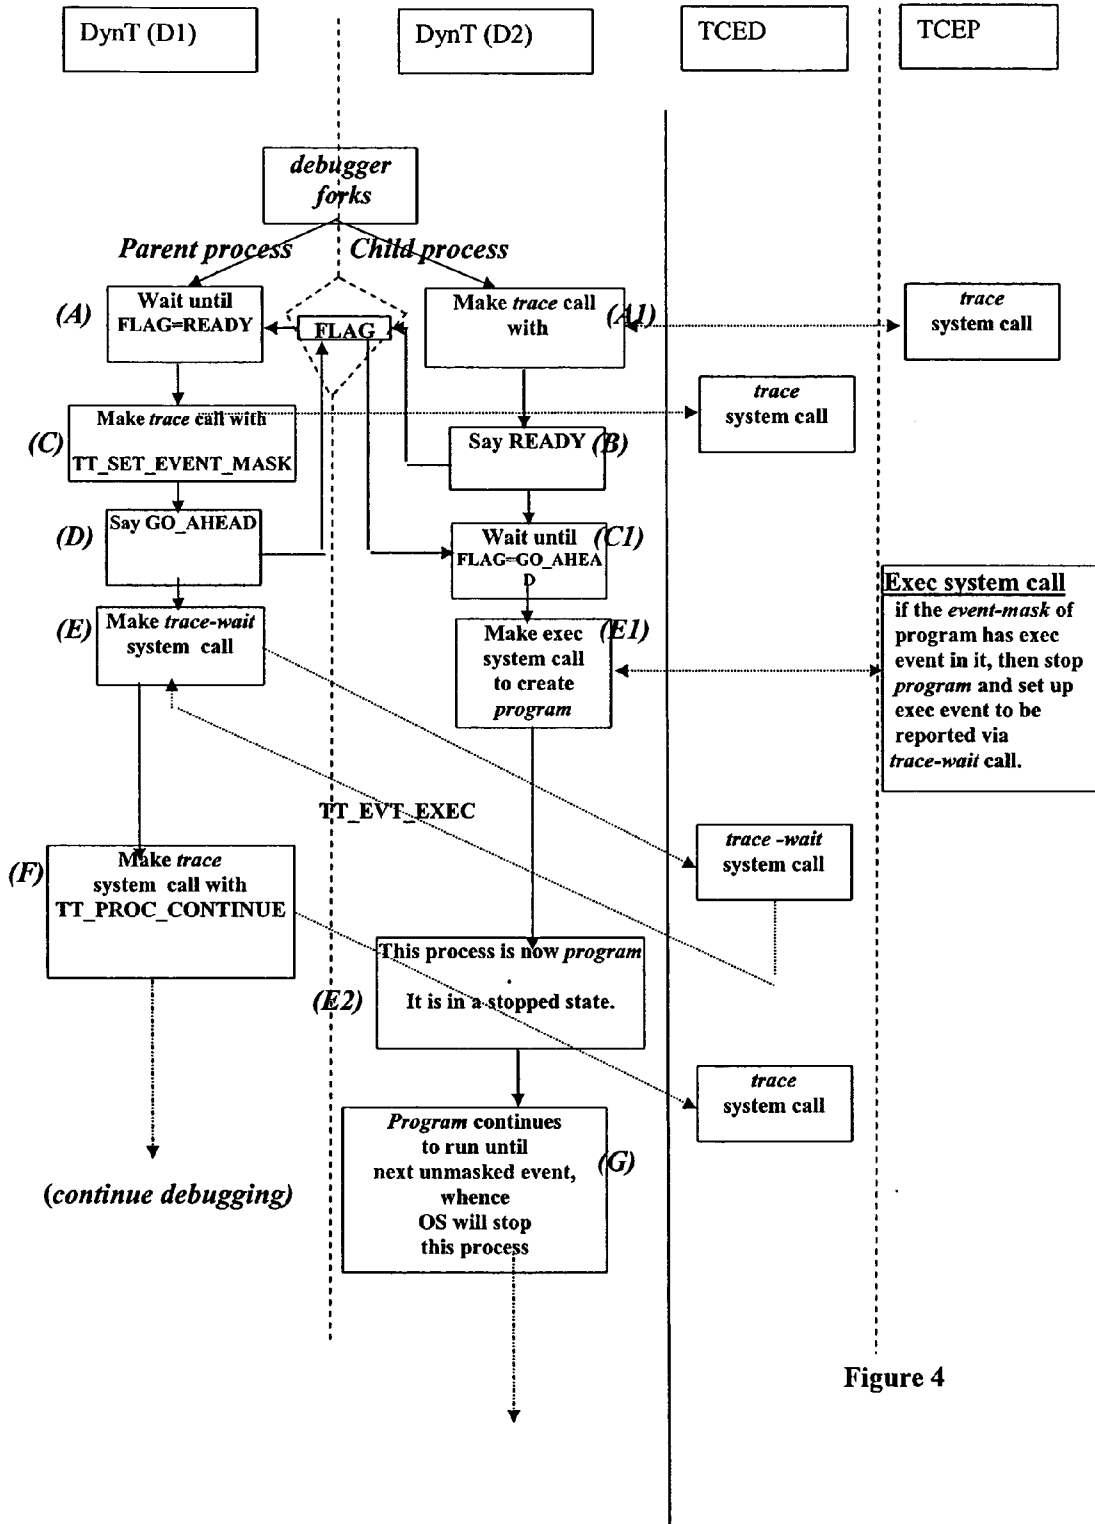 DynT (D1)
DynT (D2)
TCED
TCEP
debugger
forks
Parent process
Child process
(A)
Wait until
FLAG=READY
FLAG
Make trace call
with
(A1)
trace
system call
(C)
Make trace call with
TT_SET_EVENT_MASK
trace
system call
Say READY
(B)
(D)
Say GO_AHEAD
Wait until
FLAG=GO_AHEA
D
(C1)
(E)
Make trace-wait
system call
Make exec
system call
to create
program
(E1)
Exec system call
if the event-mask of
program has exec
event in it, then stop
program and set up
exec event to be
reported via
trace-wait call.
TT_EVT_EXEC
trace -wait
system call
(F)
Make trace
system call with
TT_PROC_CONTINUE
This process is now program
.
It is in a stopped state.
(E2)
trace
system call
Program continues
to run until
next unmasked event,
whence
OS will stop
this process
(G)
(continue debugging)
Figure 4